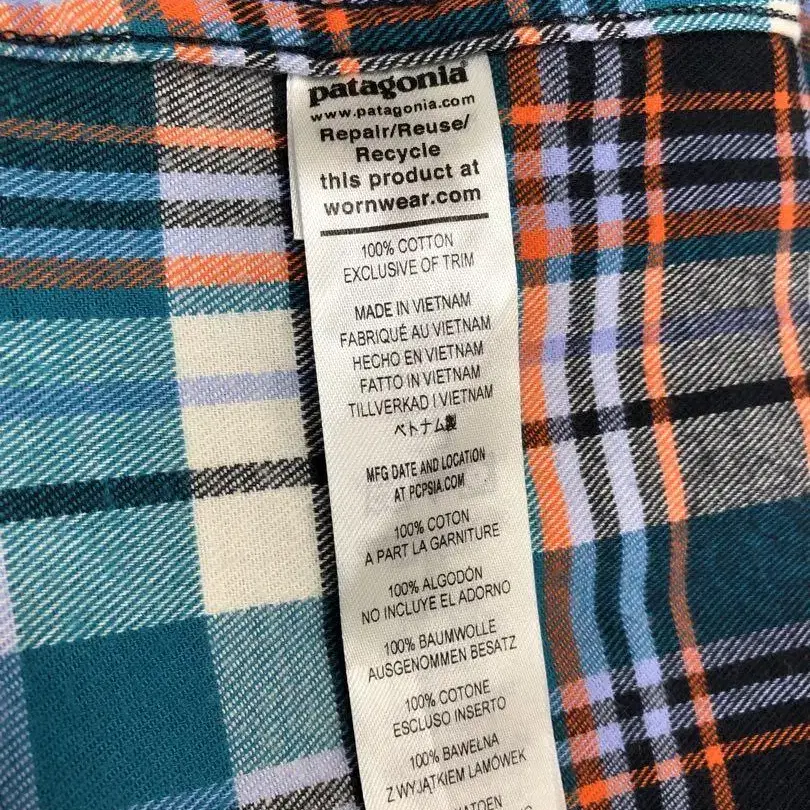 patagonia®
www.patagonia.com
Repair/Reuse/
Recycle
this product at
wornwear.com
100% COTTON
EXCLUSIVE OF TRIM
MADE IN VIETNAM
FABRIQUÉ AU VIETNAM
HECHO EN VIETNAM
FATTO IN VIETNAM
TILLVERKAD I VIETNAM
ベトナム製
MFG DATE AND LOCATION
AT PCPSIA.COM
100% COTON
A PART LA GARNITURE
100% ALGODÓN
NO INCLUYE EL ADORNO
100% BAUMWOLLE
AUSGENOMMEN BESATZ
100% COTONE
ESCLUSO INSERTO
100% BAWEŁNA
Z WYJĄTKIEM LAMÓWEK